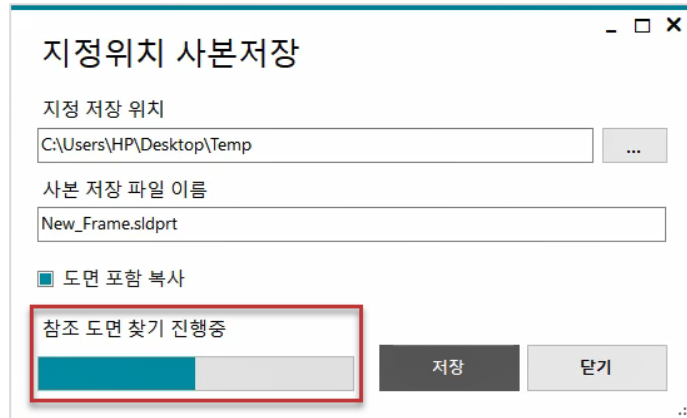 지정위치 사본저장
지정 저장 위치
C:\Users\HP\Desktop\Temp
...
사본 저장 파일 이름
New_Frame.sldprt
도면 포함 복사
참조 도면 찾기 진행중
저장
닫기